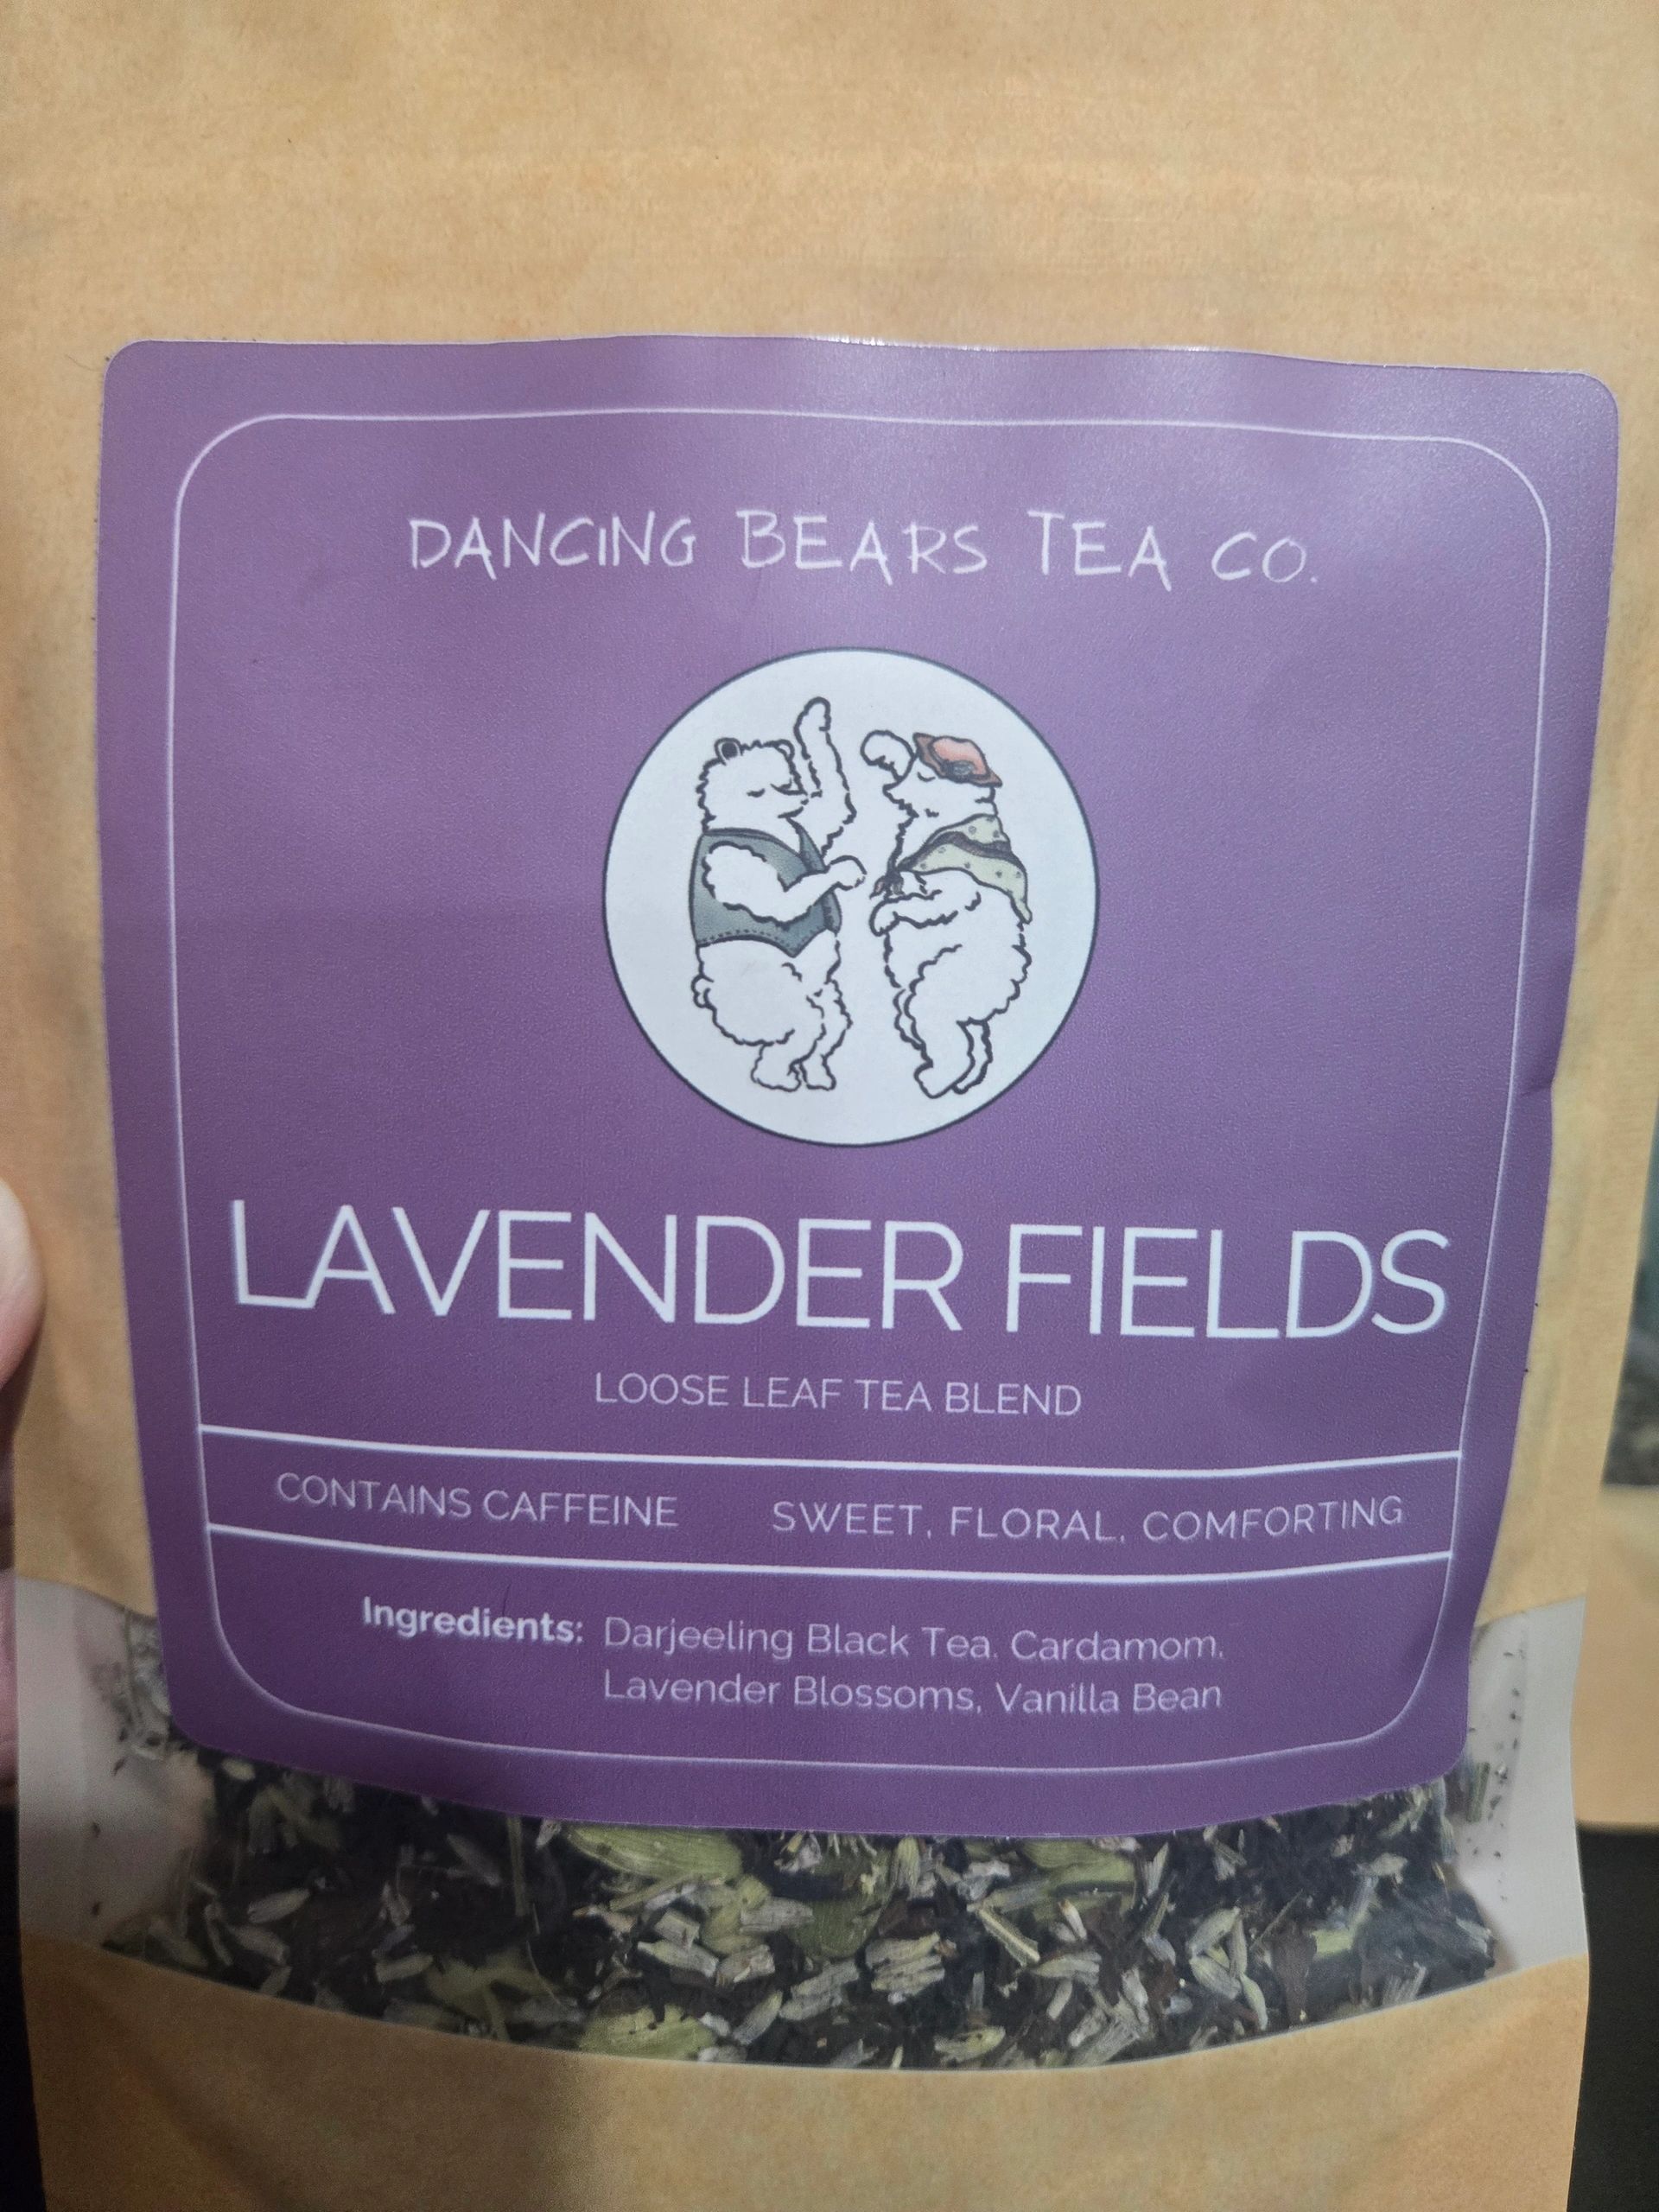 DANCING BEARS TEA CO.
LAVENDER FIELDS
LOOSE LEAF TEA BLEND
CONTAINS CAFFEINE SWEET, FLORAL, COMFORTING
Ingredients: Darjeeling Black Tea, Cardamom,
Lavender Blossoms, Vanilla Bean